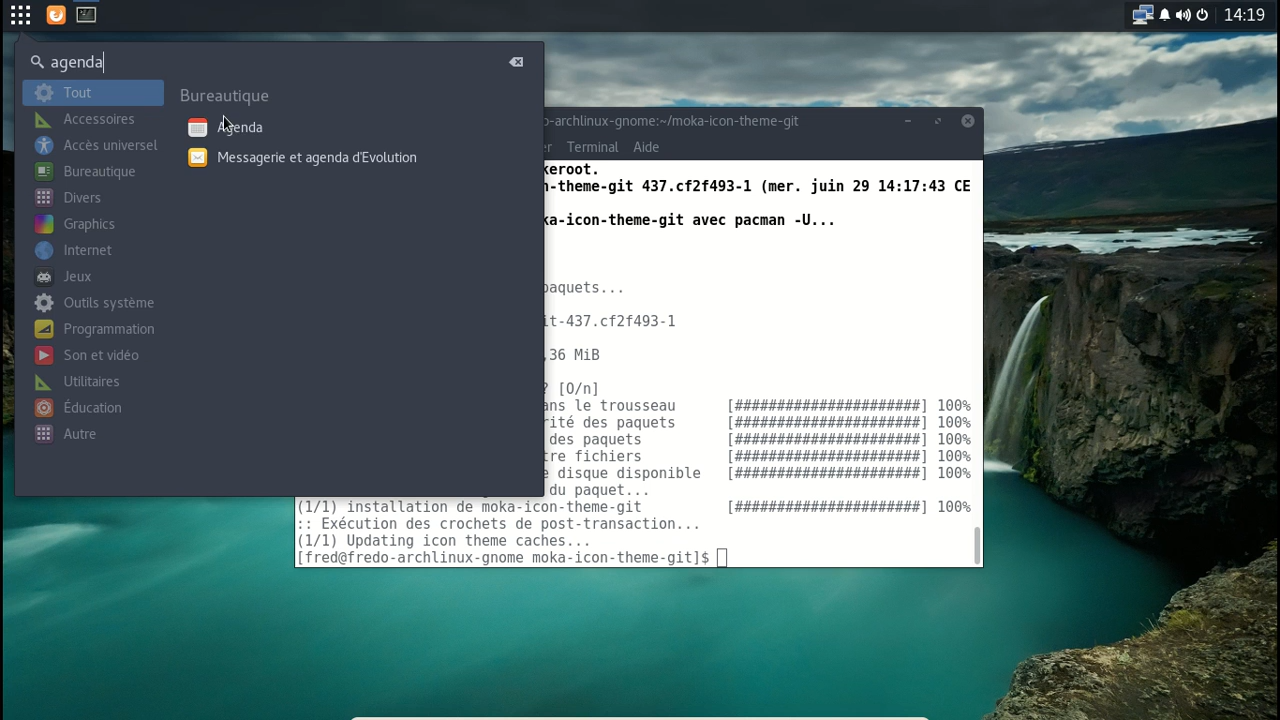 14:19
agenda
Tout
Accessoires
Accès universel
Bureautique
Divers
Graphics
Internet
Jeux
Outils système
Programmation
Son et vidéo
Utilitaires
Éducation
Autre
Bureautique
Agenda
Messagerie et agenda d'Evolution
o-archlinux-gnome:~/moka-icon-theme-git
er Terminal Aide
keroot.
n-theme-git 437.cf2f493-1 (mer. juin 29 14:17:43 CE
ka-icon-theme-git avec pacman -U...
paquets...
it-437.cf2f493-1
,36 MiB
? [O/n]
ans le trousseau [######################] 100%
rité des paquets [######################] 100%
des paquets [######################] 100%
tre fichiers [######################] 100%
e disque disponible [######################] 100%
du paquet...
(1/1) installation de moka-icon-theme-git [######################] 100%
:: Exécution des crochets de post-transaction...
(1/1) Updating icon theme caches...
[fred@fredo-archlinux-gnome moka-icon-theme-git]$